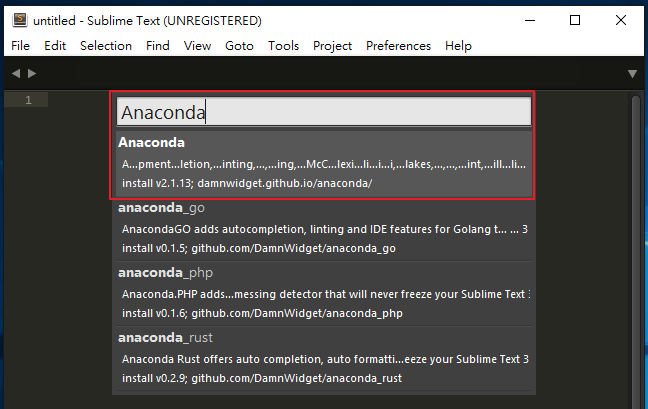 untitled - Sublime Text (UNREGISTERED)
File Edit Selection Find View Goto Tools Project Preferences Help
1
Anaconda
Anaconda
A...pment...letion,...inting,...,...ing,...McC...lexi...li...i...i,...lakes,...,...,...int,...ill...li...
install v2.1.13; damnwidget.github.io/anaconda/
anaconda_go
AnacondaGO adds autocompletion, linting and IDE features for Golang t... ... 3
install v0.1.5; github.com/DamnWidget/anaconda_go
anaconda_php
Anaconda.PHP adds...messing detector that will never freeze your Sublime Text 3
install v0.1.6; github.com/DamnWidget/anaconda_php
anaconda_rust
Anaconda Rust offers auto completion, auto formatti...eeze your Sublime Text 3
install v0.2.9; github.com/DamnWidget/anaconda_rust